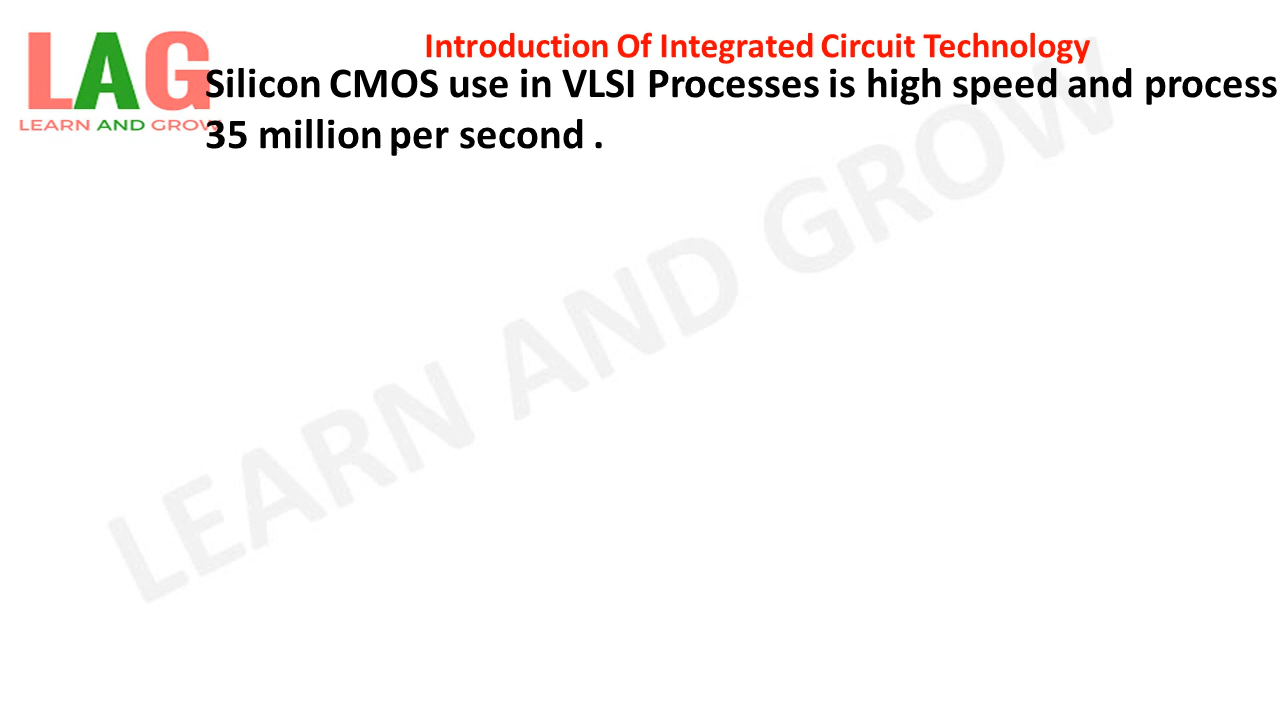 LAG
LEARN AND GROW
Introduction Of Integrated Circuit Technology
Silicon CMOS use in VLSI Processes is high speed and process
35 million per second .
LEARN AND GROW